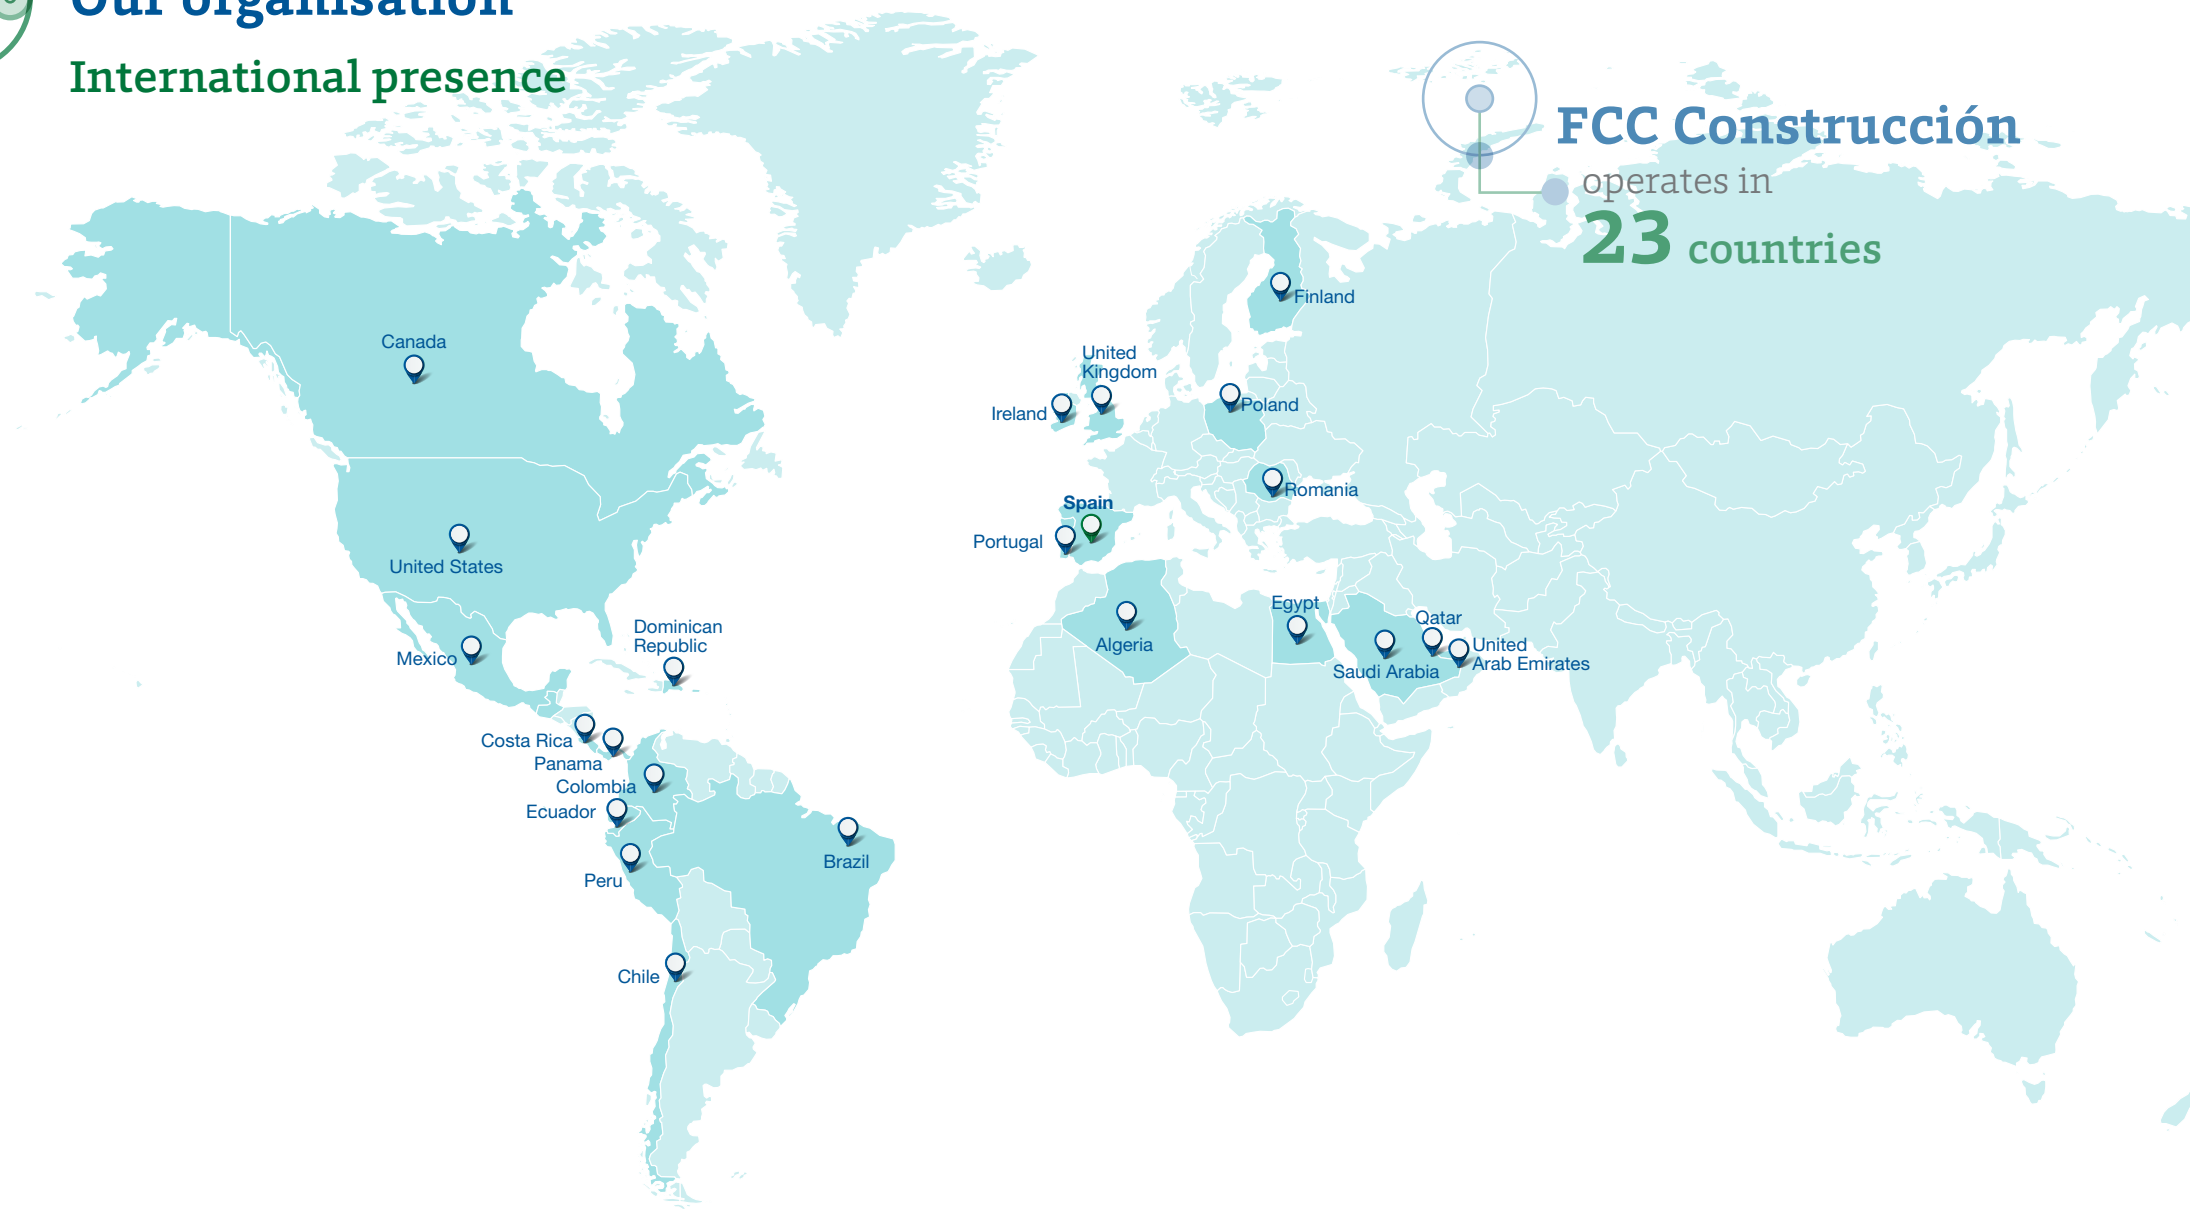 Our organisation
International presence
FCC Construcción
operates in
23 countries
Finland
Canada
United
Kingdom
Ireland
Poland
Romania
Spain
Portugal
United States
Dominican
Republic
Mexico
Algeria
Egypt
Qatar
United
Arab Emirates
Saudi Arabia
Costa Rica
Panama
Colombia
Ecuador
Brazil
Peru
Chile